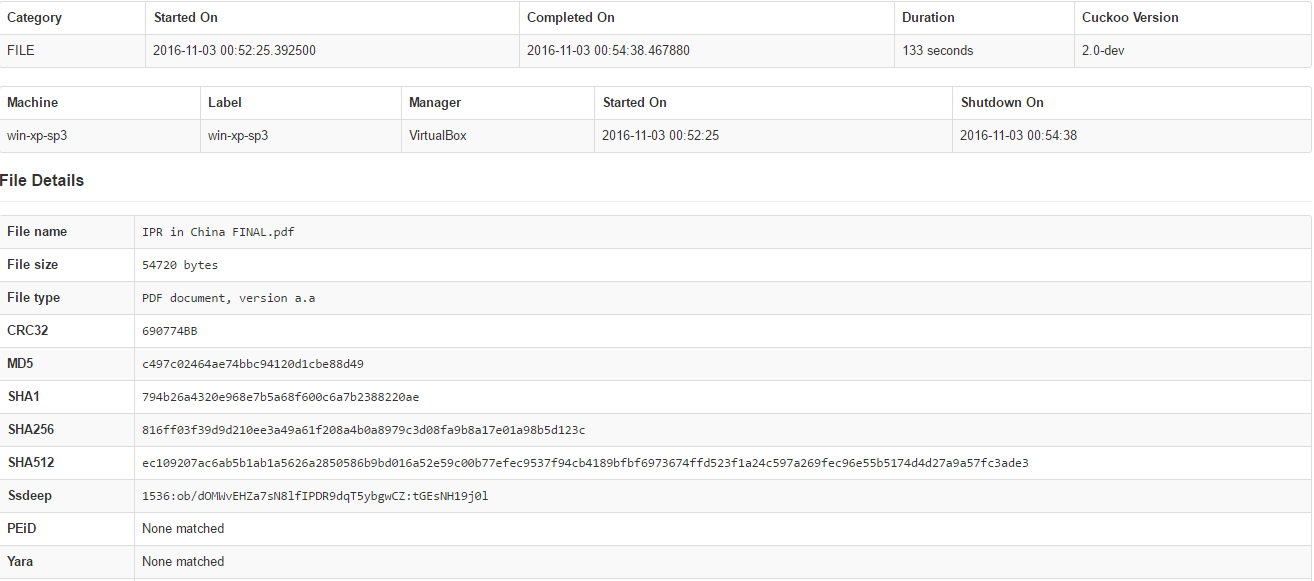 Category Started On Completed On Duration Cuckoo Version
FILE 2016-11-03 00:52:25.392500 2016-11-03 00:54:38.467880 133 seconds 2.0-dev
Machine Label Manager Started On Shutdown On
win-xp-sp3 win-xp-sp3 VirtualBox 2016-11-03 00:52:25 2016-11-03 00:54:38
File Details
File name IPR in China FINAL.pdf
File size 54720 bytes
File type PDF document, version a.a
CRC32 690774BB
MD5 c497c02464ae74bbc94120d1cbe88d49
SHA1 794b26a4320e968e7b5a68f600c6a7b2388220ae
SHA256 816ff03f39d9d210ee3a49a61f208a4b0a8979c3d08fa9b8a17e01a98b5d123c
SHA512 ec109207ac6ab5b1ab1a5626a2850586b9bd016a52e59c00b77efec9537f94cb4189bfbf6973674ffd523f1a24c597a269fec96e55b5174d4d27a9a57fc3ade3
Ssdeep 1536:ob/dOMWvEHZa7sN8lfIPDR9dqT5ybgwCZ:tGEsNH19j0l
PEiD None matched
Yara None matched